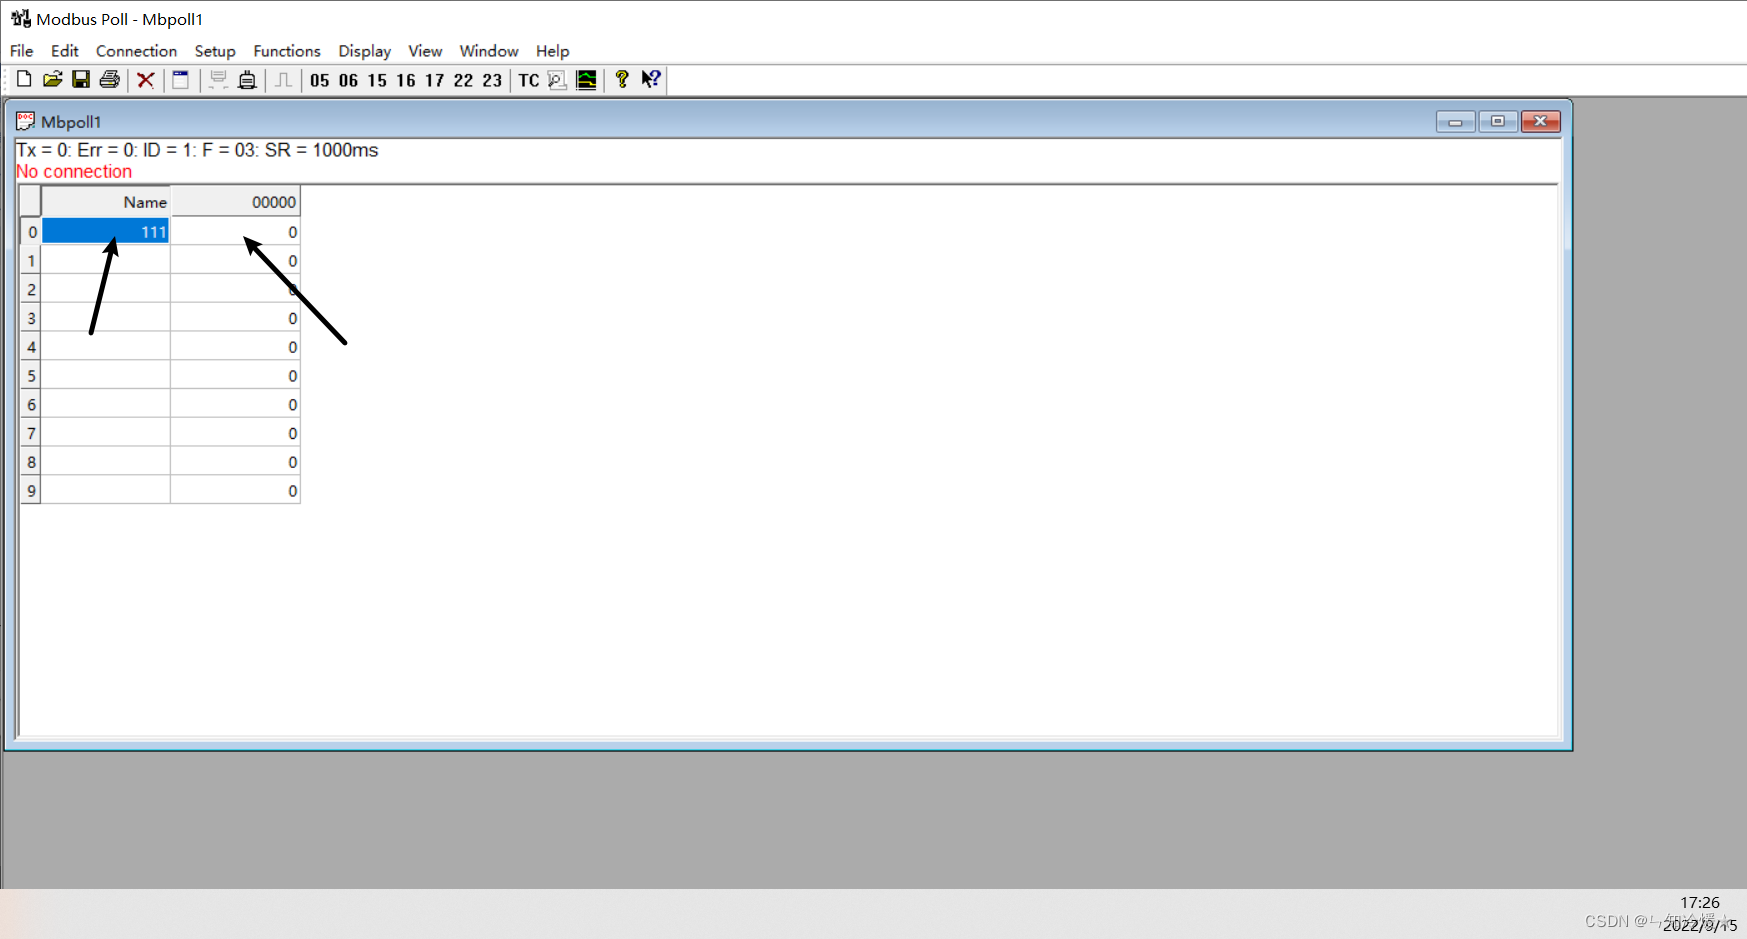 Modbus Poll - Mbpoll1
File Edit Connection Setup Functions Display View Window Help
05 06 15 16 17 22 23 TC
Mbpoll1
Tx = 0: Err = 0: ID = 1: F = 03: SR = 1000ms
No connection
Name 00000
0 111 0
1 0
2 0
3 0
4 0
5 0
6 0
7 0
8 0
9 0
17:26
CSDN
2022/9/15